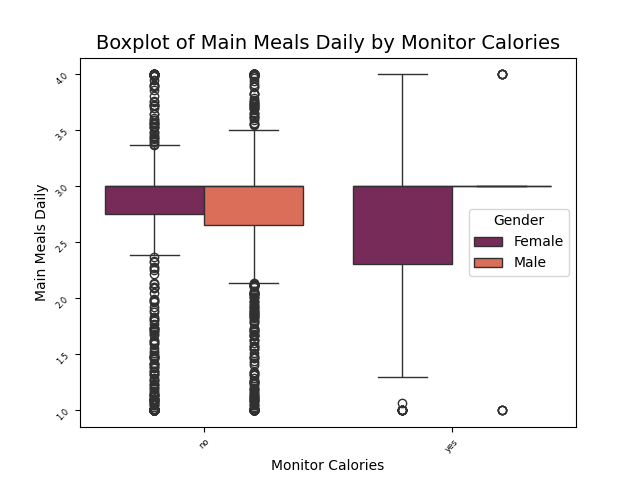 Boxplot of Main Meals Daily by Monitor Calories
4.0
3.5
3.0
2.5
2.0
1.5
1.0
Main Meals Daily
Gender
Female
Male
no
yes
Monitor Calories